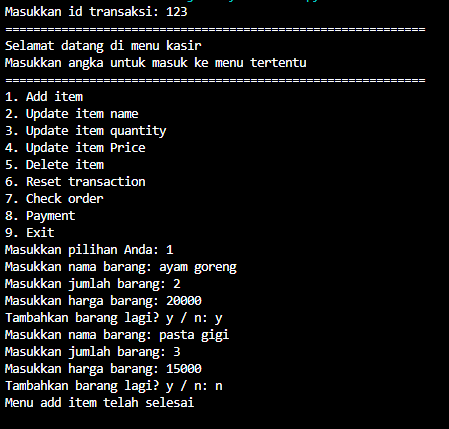 Masukkan id transaksi: 123
============================================================
Selamat datang di menu kasir
Masukkan angka untuk masuk ke menu tertentu
============================================================
1. Add item
2. Update item name
3. Update item quantity
4. Update item Price
5. Delete item
6. Reset transaction
7. Check order
8. Payment
9. Exit
Masukkan pilihan Anda: 1
Masukkan nama barang: ayam goreng
Masukkan jumlah barang: 2
Masukkan harga barang: 20000
Tambahkan barang lagi? y / n: y
Masukkan nama barang: pasta gigi
Masukkan jumlah barang: 3
Masukkan harga barang: 15000
Tambahkan barang lagi? y / n: n
Menu add item telah selesai